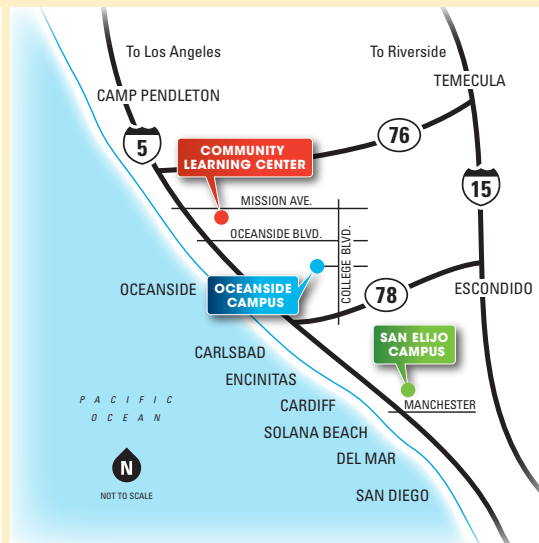 To Los Angeles
To Riverside
TEMECULA
CAMP PENDLETON
5
76
COMMUNITY
LEARNING CENTER
15
MISSION AVE.
OCEANSIDE BLVD.
COLLEGE BLVD.
OCEANSIDE
OCEANSIDE
CAMPUS
78
ESCONDIDO
SAN ELIJO
CAMPUS
CARLSBAD
ENCINITAS
PACIFIC
OCEAN
CARDIFF
MANCHESTER
SOLANA BEACH
DEL MAR
N
NOT TO SCALE
SAN DIEGO